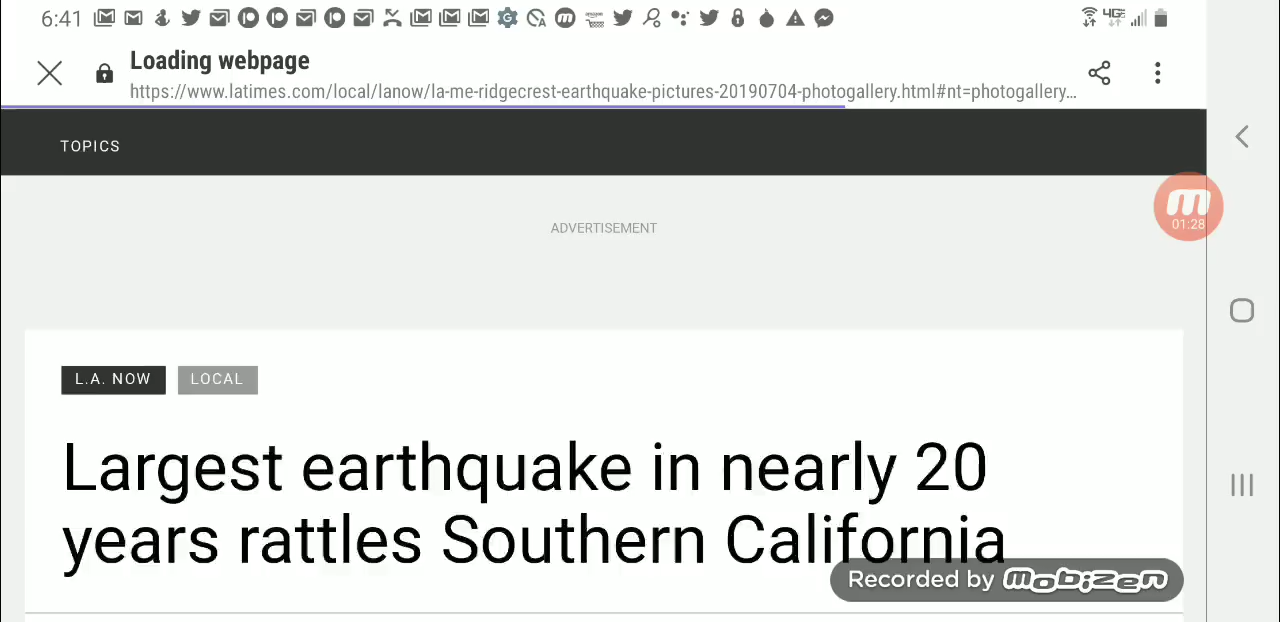 6:41
Loading webpage
https://www.latimes.com/local/lanow/la-me-ridgecrest-earthquake-pictures-20190704-photogallery.html#nt=photogallery...
TOPICS
ADVERTISEMENT
01:28
L.A. NOW LOCAL
Largest earthquake in nearly 20
years rattles Southern California
Recorded by mobizen